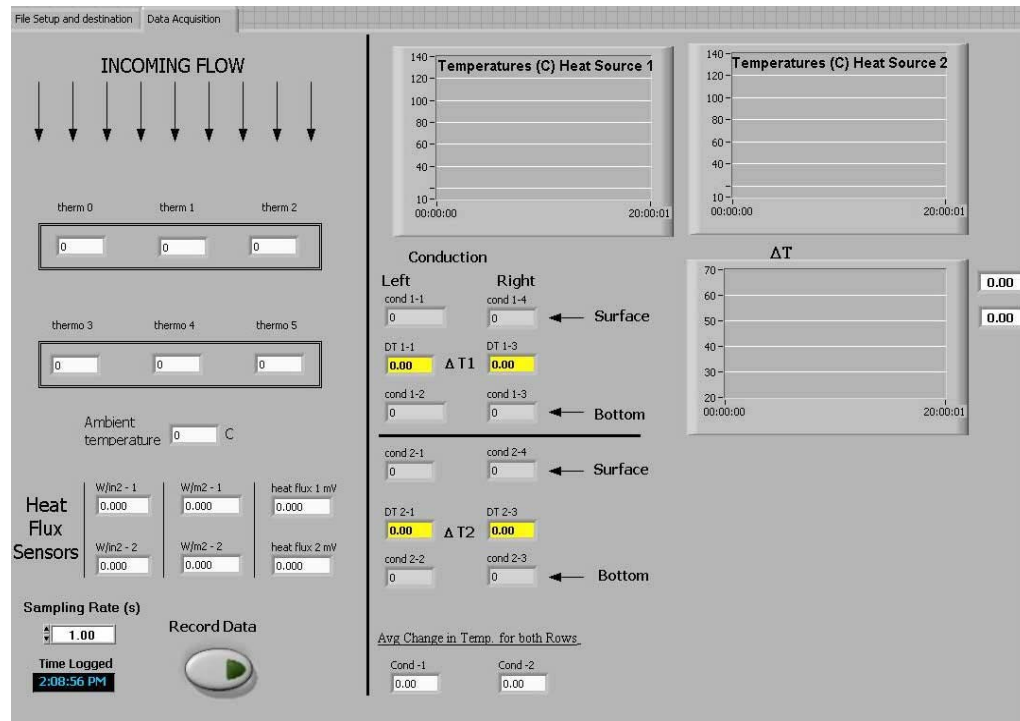 File Setup and destination Data Acquisition
INCOMING FLOW
therm 0 therm 1 therm 2
0 0 0
thermo 3 thermo 4 thermo 5
0 0 0
Ambient
temperature 0 C
Heat
Flux
Sensors
W/in2 - 1 W/m2 - 1 heat flux 1 mV
0.000 0.000 0.000
W/in2 - 2 W/m2 - 2 heat flux 2 mV
0.000 0.000 0.000
Sampling Rate (s)
1.00
Record Data
Time Logged
2:08:56 PM
Temperatures (C) Heat Source 1
140
120
100
80
60
40
10
00:00:00 20:00:01
Temperatures (C) Heat Source 2
140
120
100
80
60
40
10
00:00:00 20:00:01
Conduction
Left Right
cond 1-1 cond 1-4
0 0 Surface
DT 1-1 DT 1-3
0.00 Δ T1 0.00
cond 1-2 cond 1-3
0 0 Bottom
cond 2-1 cond 2-4
0 0 Surface
DT 2-1 DT 2-3
0.00 Δ T2 0.00
cond 2-2 cond 2-3
0 0 Bottom
Avg Change in Temp. for both Rows
Cond -1 Cond -2
0.00 0.00
ΔT
70
60
50
40
30
20
00:00:00 20:00:01
0.00
0.00